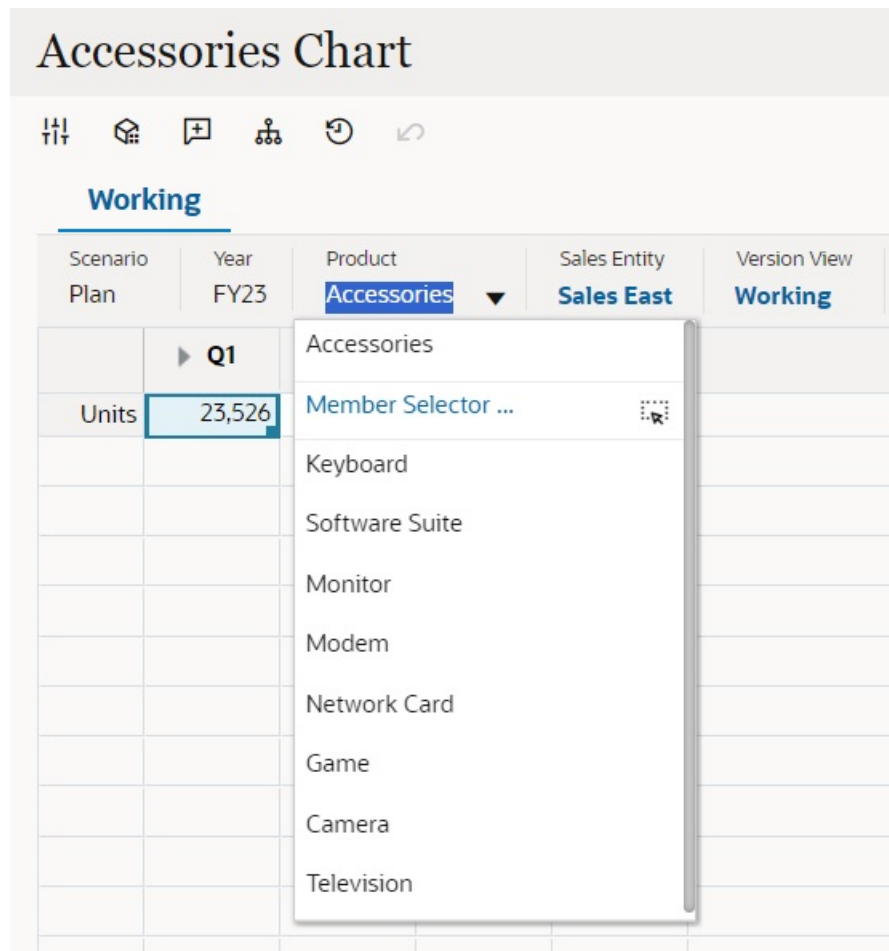 Accessories Chart
Working
Scenario Year Product Sales Entity Version View
Plan FY23 Accessories Sales East Working
Q1
Accessories
Units 23,526
Member Selector ...
Keyboard
Software Suite
Monitor
Modem
Network Card
Game
Camera
Television